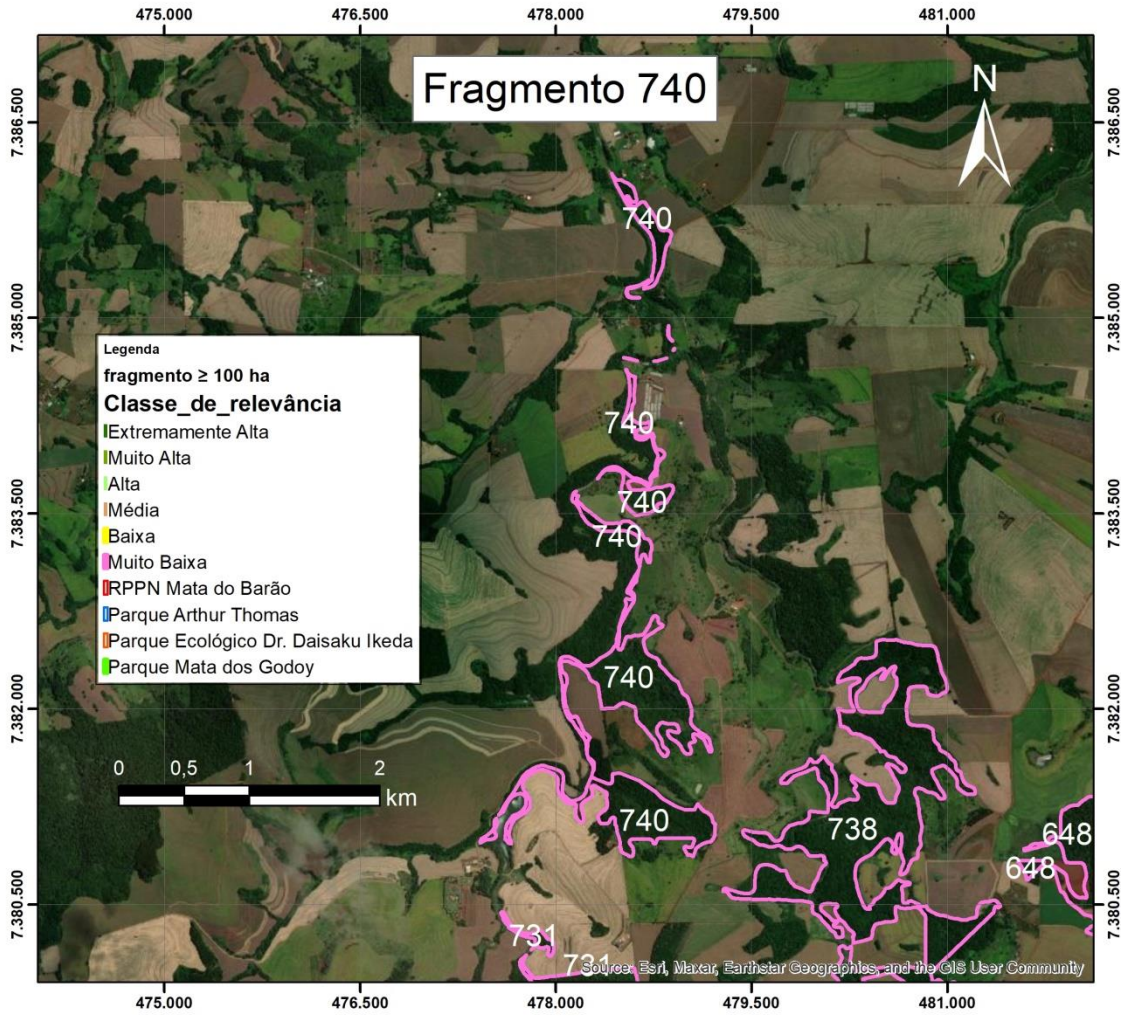 475.000 476.500 478.000 479.500 481.000
Fragmento 740
N
7.386.500 7.386.500
740
7.385.000 7.385.000
Legenda
fragmento ≥ 100 ha
Classe_de_relevância
Extremamente Alta
Muito Alta
Alta
Média
Baixa
Muito Baixa
RPPN Mata do Barão
Parque Arthur Thomas
Parque Ecológico Dr. Daisaku Ikeda
Parque Mata dos Godoy
740
740
7.383.500 7.383.500
740
740
7.382.000 7.382.000
0 0,5 1 2
km
740
738
648
648
7.380.500 7.380.500
731
731
Source: Esri, Maxar, Earthstar Geographics, and the GIS User Community
475.000 476.500 478.000 479.500 481.000